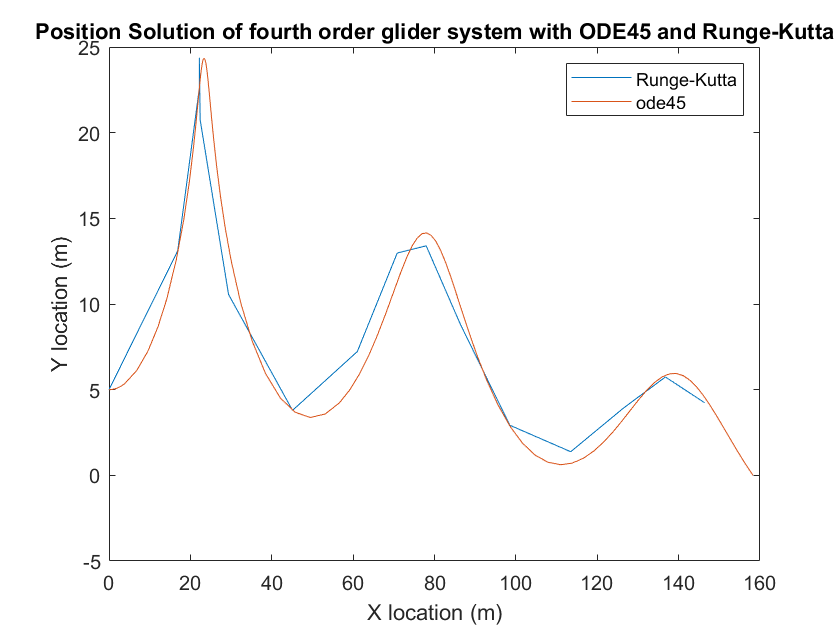 Position Solution of fourth order glider system with ODE45 and Runge-Kutta
25
20
15
10
5
0
-5
Y location (m)
Runge-Kutta
ode45
0 20 40 60 80 100 120 140 160
X location (m)